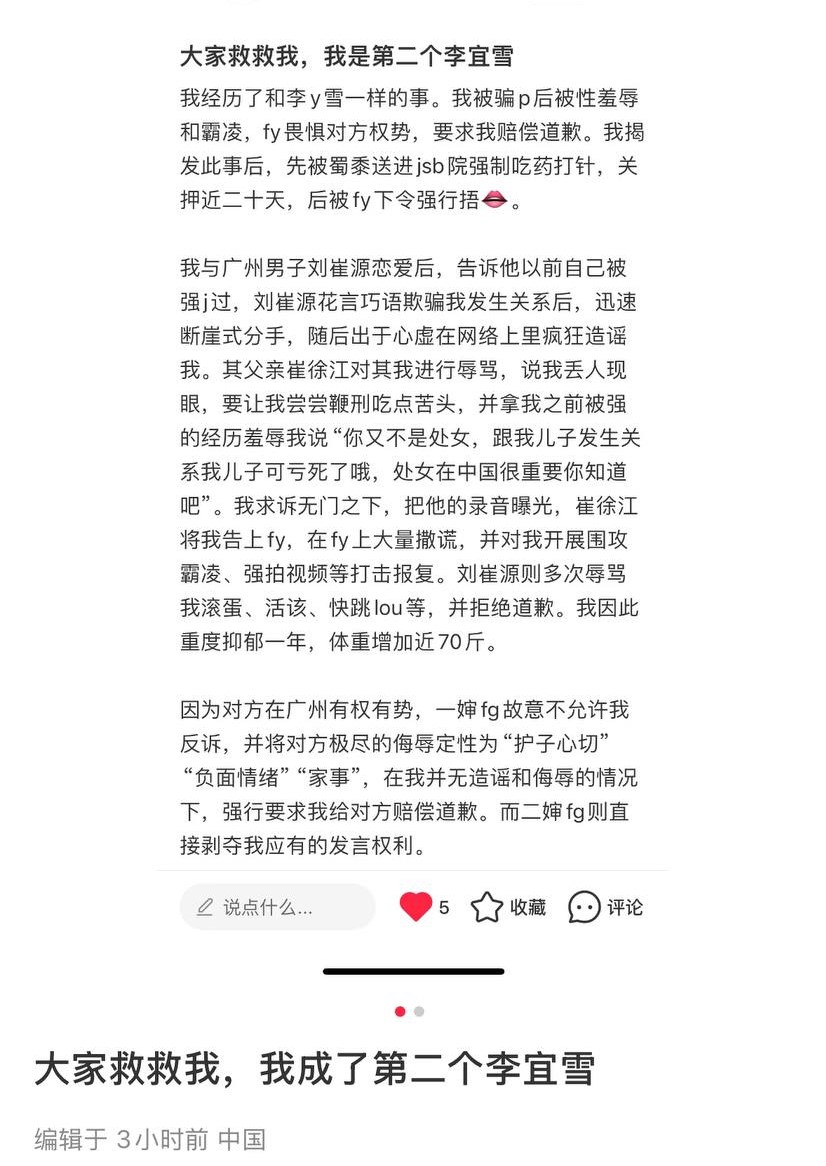 大家救救我，我是第二个李宜雪
我经历了和李y雪一样的事。我被骗p后被性羞辱
和霸凌，fy畏惧对方权势，要求我赔偿道歉。我揭
发此事后，先被蜀黍送进jsb院强制吃药打针，关
押近二十天，后被fy下令强行捂👄。
我与广州男子刘崔源恋爱后，告诉他以前自己被
强j过，刘崔源花言巧语欺骗我发生关系后，迅速
断崖式分手，随后出于心虚在网络上里疯狂造谣
我。其父亲崔徐江对其我进行辱骂，说我丢人现
眼，要让我尝尝鞭刑吃点苦头，并拿我之前被强
的经历羞辱我说“你又不是处女，跟我儿子发生关
系我儿子可亏死了哦，处女在中国很重要你知道
吧”。我求诉无门之下，把他的录音曝光，崔徐江
将我告上fy，在fy上大量撒谎，并对我开展围攻
霸凌、强拍视频等打击报复。刘崔源则多次辱骂
我滚蛋、活该、快跳lou等，并拒绝道歉。我因此
重度抑郁一年，体重增加近70斤。
因为对方在广州有权有势，一婶fg故意不允许我
反诉，并将对方极尽的侮辱定性为“护子心切”
“负面情绪”“家事”，在我并无造谣和侮辱的情况
下，强行要求我给对方赔偿道歉。而二婶fg则直
接剥夺我应有的发言权利。
说点什么... 5 收藏 评论
大家救救我，我成了第二个李宜雪
编辑于 3小时前 中国